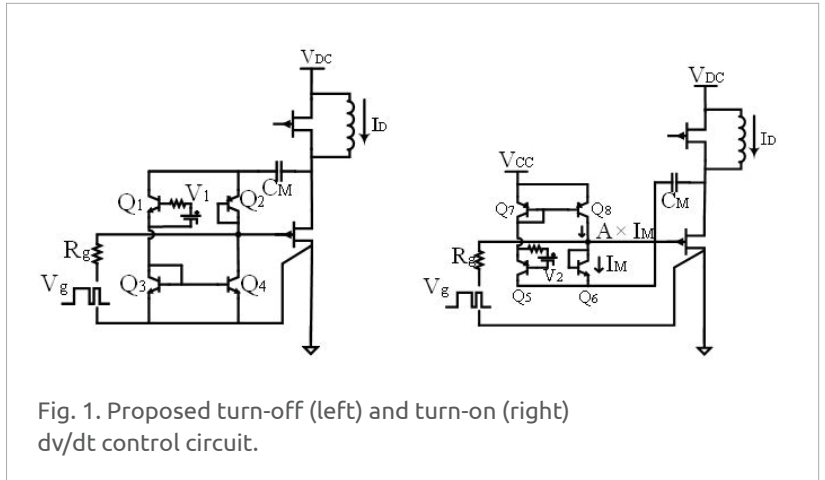 VDC
ID
CM
Q1
V1
Q2
Rg
Vg
Q3
Q4
VDC
ID
VCC
CM
Q7
Q8
A × IM
Rg
V2
IM
Vg
Q5
Q6
Fig. 1. Proposed turn-off (left) and turn-on (right)
dv/dt control circuit.